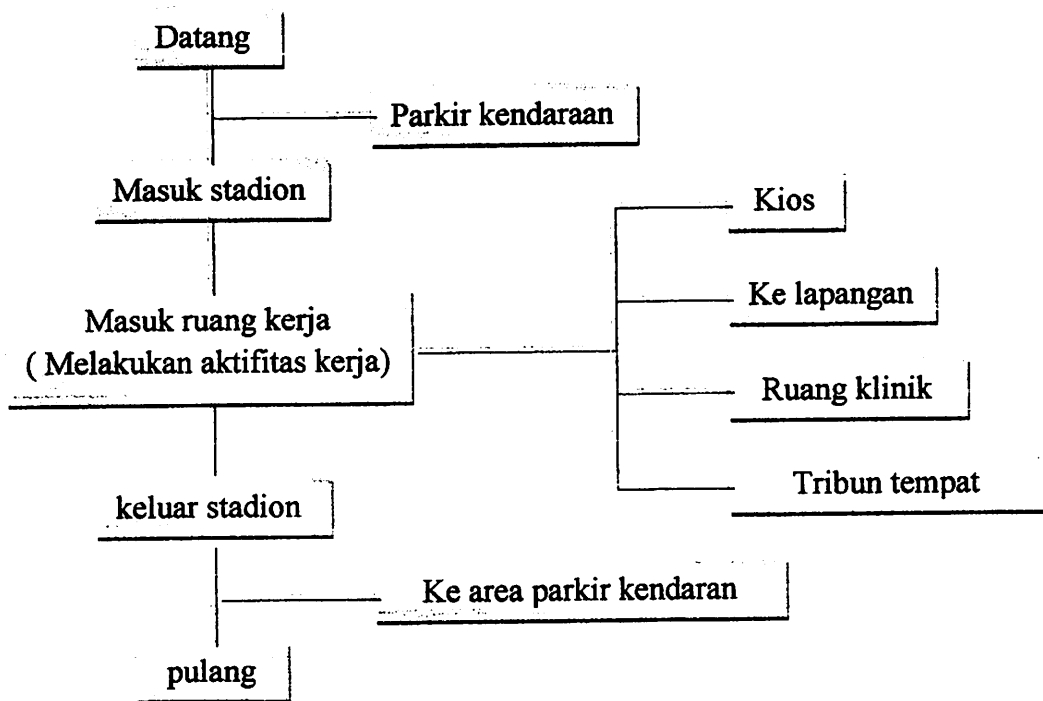 Datang
Parkir kendaraan
Masuk stadion
Kios
Ke lapangan
Masuk ruang kerja
( Melakukan aktifitas kerja)
Ruang klinik
Tribun tempat
keluar stadion
Ke area parkir kendaran
pulang